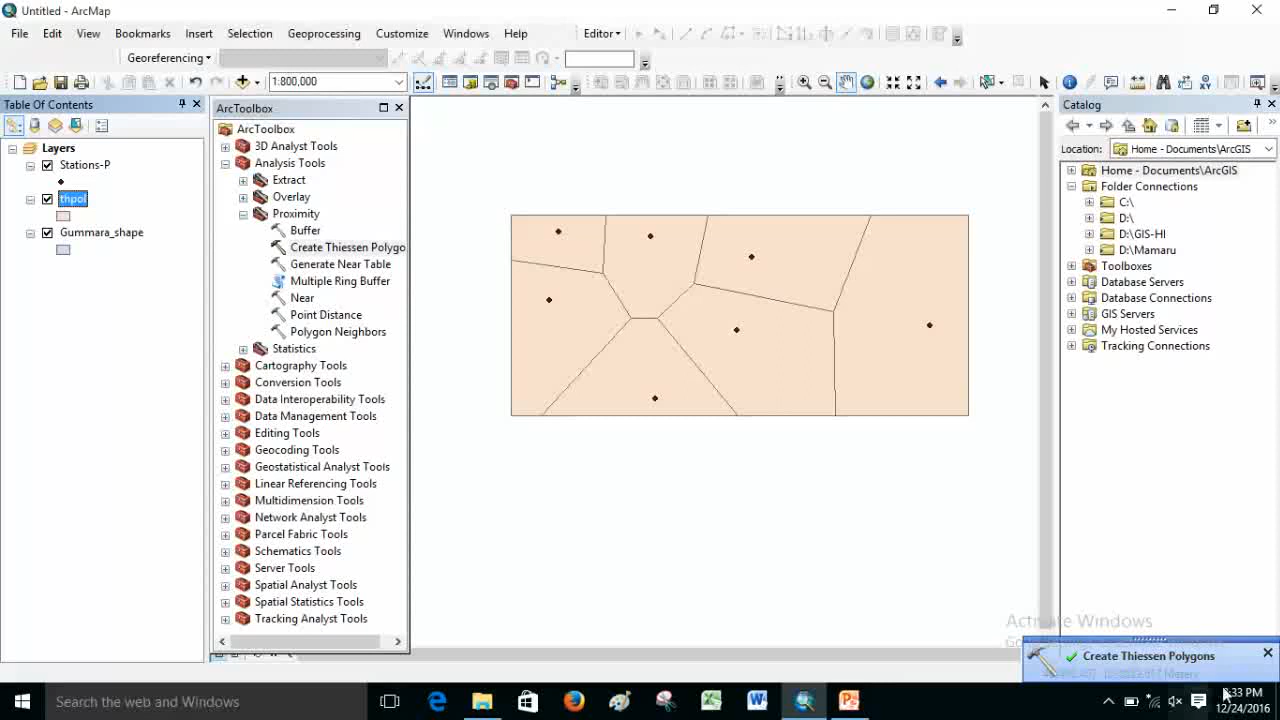 Untitled - ArcMap
File Edit View Bookmarks Insert Selection Geoprocessing Customize Windows Help Editor
Georeferencing
1:800,000
Table Of Contents
Layers
Stations-P
thpol
Gummara_shape
ArcToolbox
ArcToolbox
3D Analyst Tools
Analysis Tools
Extract
Overlay
Proximity
Buffer
Create Thiessen Polygo
Generate Near Table
Multiple Ring Buffer
Near
Point Distance
Polygon Neighbors
Statistics
Cartography Tools
Conversion Tools
Data Interoperability Tools
Data Management Tools
Editing Tools
Geocoding Tools
Geostatistical Analyst Tools
Linear Referencing Tools
Multidimension Tools
Network Analyst Tools
Parcel Fabric Tools
Schematics Tools
Server Tools
Spatial Analyst Tools
Spatial Statistics Tools
Tracking Analyst Tools
Catalog
Location: Home - Documents\ArcGIS
Home - Documents\ArcGIS
Folder Connections
C:\
D:\
D:\GIS-HI
D:\Mamaru
Toolboxes
Database Servers
Database Connections
GIS Servers
My Hosted Services
Tracking Connections
Activate Windows
Create Thiessen Polygons
Meters
Search the web and Windows
:33 PM
12/24/2016